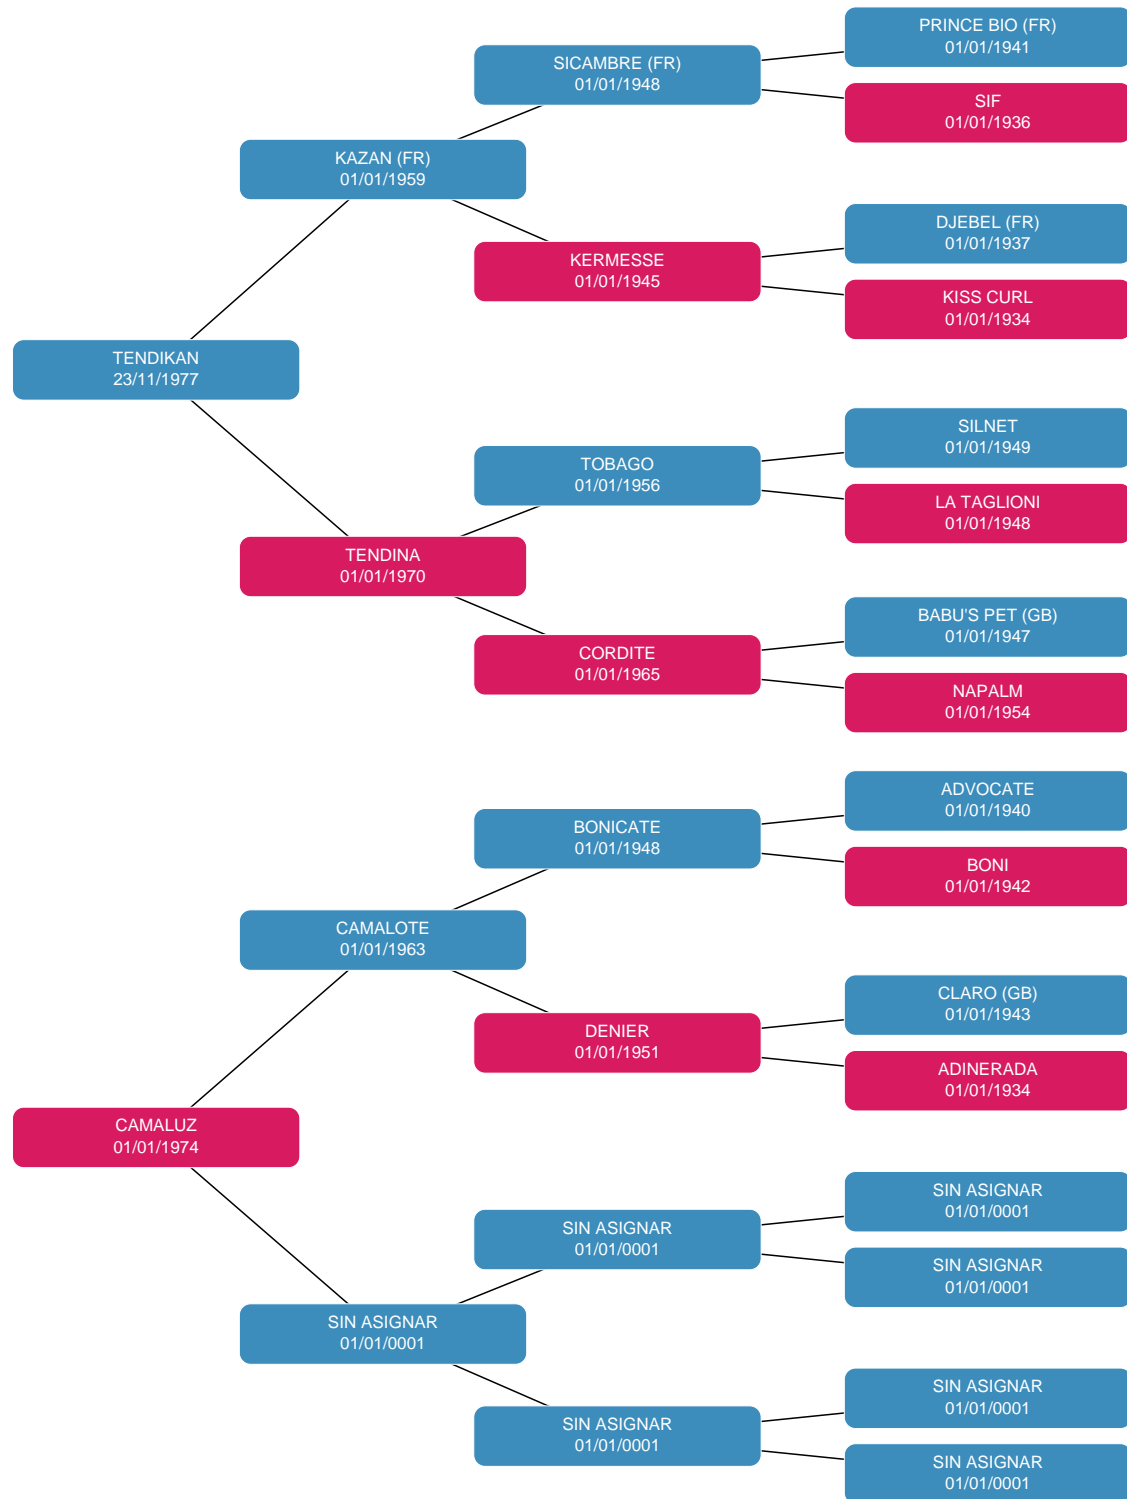 PRINCE BIO (FR)
01/01/1941
SICAMBRE (FR)
01/01/1948
SIF
01/01/1936
KAZAN (FR)
01/01/1959
DJEBEL (FR)
01/01/1937
KERMESSE
01/01/1945
KISS CURL
01/01/1934
TENDIKAN
23/11/1977
SILNET
01/01/1949
TOBAGO
01/01/1956
LA TAGLIONI
01/01/1948
TENDINA
01/01/1970
BABU'S PET (GB)
01/01/1947
CORDITE
01/01/1965
NAPALM
01/01/1954
ADVOCATE
01/01/1940
BONICATE
01/01/1948
BONI
01/01/1942
CAMALOTE
01/01/1963
CLARO (GB)
01/01/1943
DENIER
01/01/1951
ADINERADA
01/01/1934
CAMALUZ
01/01/1974
SIN ASIGNAR
01/01/0001
SIN ASIGNAR
01/01/0001
SIN ASIGNAR
01/01/0001
SIN ASIGNAR
01/01/0001
SIN ASIGNAR
01/01/0001
SIN ASIGNAR
01/01/0001
SIN ASIGNAR
01/01/0001